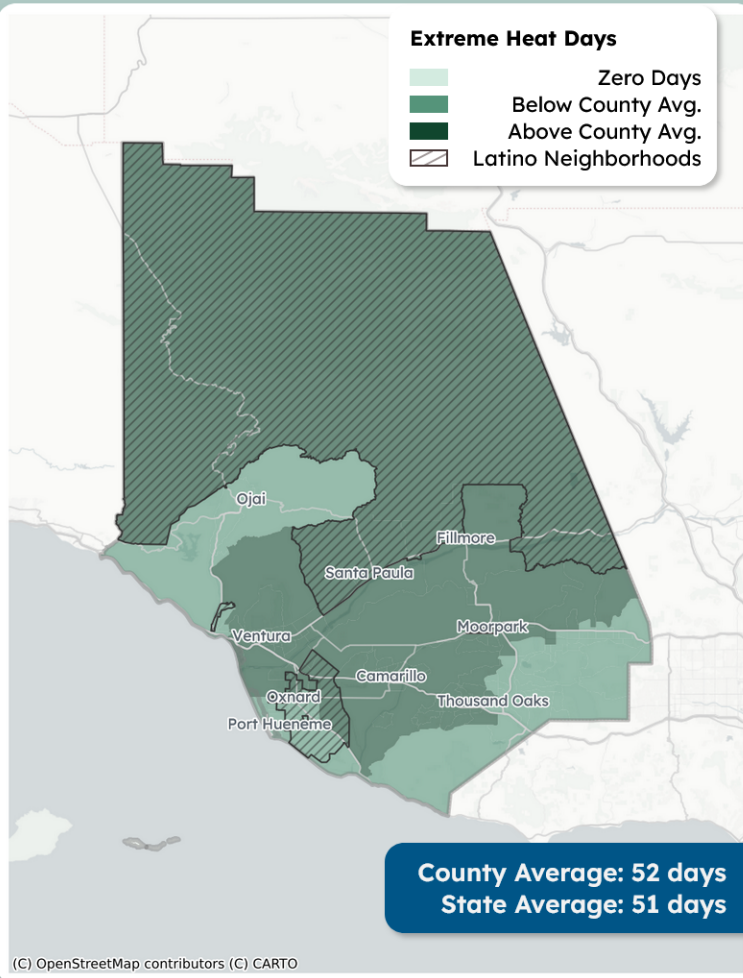 Extreme Heat Days
Zero Days
Below County Avg.
Above County Avg.
Latino Neighborhoods
Ojai
Fillmore
Santa Paula
Moorpark
Ventura
Camarillo
Oxnard
Thousand Oaks
Port Hueneme
County Average: 52 days
State Average: 51 days
(C) OpenStreetMap contributors (C) CARTO